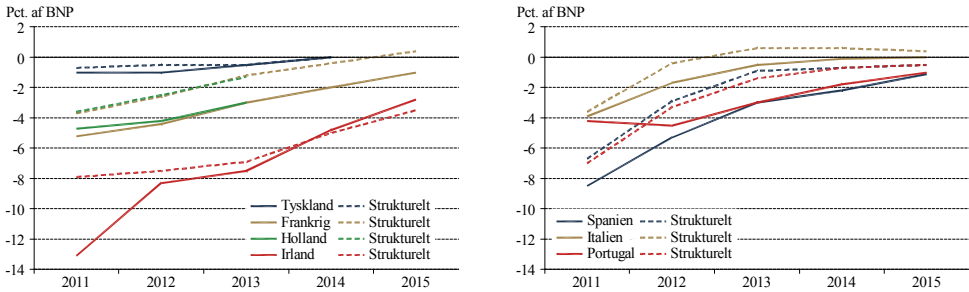 Pct. af BNP
2
0
-2
-4
-6
-8
-10
-12
-14
Tyskland Strukturelt
Frankrig Strukturelt
Holland Strukturelt
Irland Strukturelt
2011 2012 2013 2014 2015
Pct. af BNP
2
0
-2
-4
-6
-8
-10
-12
-14
Spanien Strukturelt
Italien Strukturelt
Portugal Strukturelt
2011 2012 2013 2014 2015